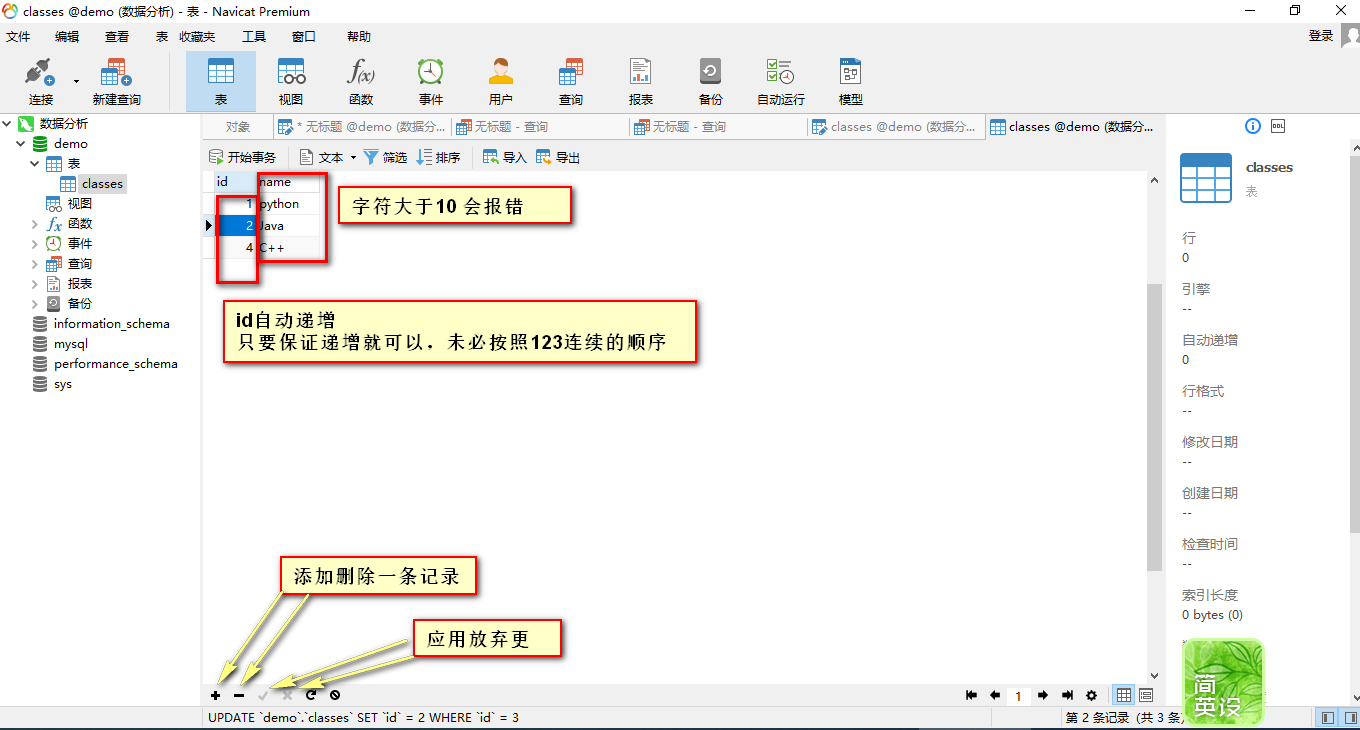 classes @demo (数据分析) - 表 - Navicat Premium
文件 编辑 查看 表 收藏夹 工具 窗口 帮助 登录
连接 新建查询 表 视图 函数 事件 用户 查询 报表 备份 自动运行 模型
数据分析
demo
表
classes
视图
函数
事件
查询
报表
备份
information_schema
mysql
performance_schema
sys
对象 * 无标题 @demo (数据分... 无标题 - 查询 无标题 - 查询 classes @demo (数据分... classes @demo (数据分...
开始事务 文本 筛选 排序 导入 导出
id name
1 python
2 Java
4 C++
字符大于10 会报错
id自动递增
只要保证递增就可以，未必按照123连续的顺序
添加删除一条记录
应用放弃更
1
UPDATE `demo`.`classes` SET `id` = 2 WHERE `id` = 3
第 2 条记录 (共 3 条)
DDL
classes
表
行
0
引擎
--
自动递增
0
行格式
--
修改日期
--
创建日期
--
检查时间
--
索引长度
0 bytes (0)
简
英设